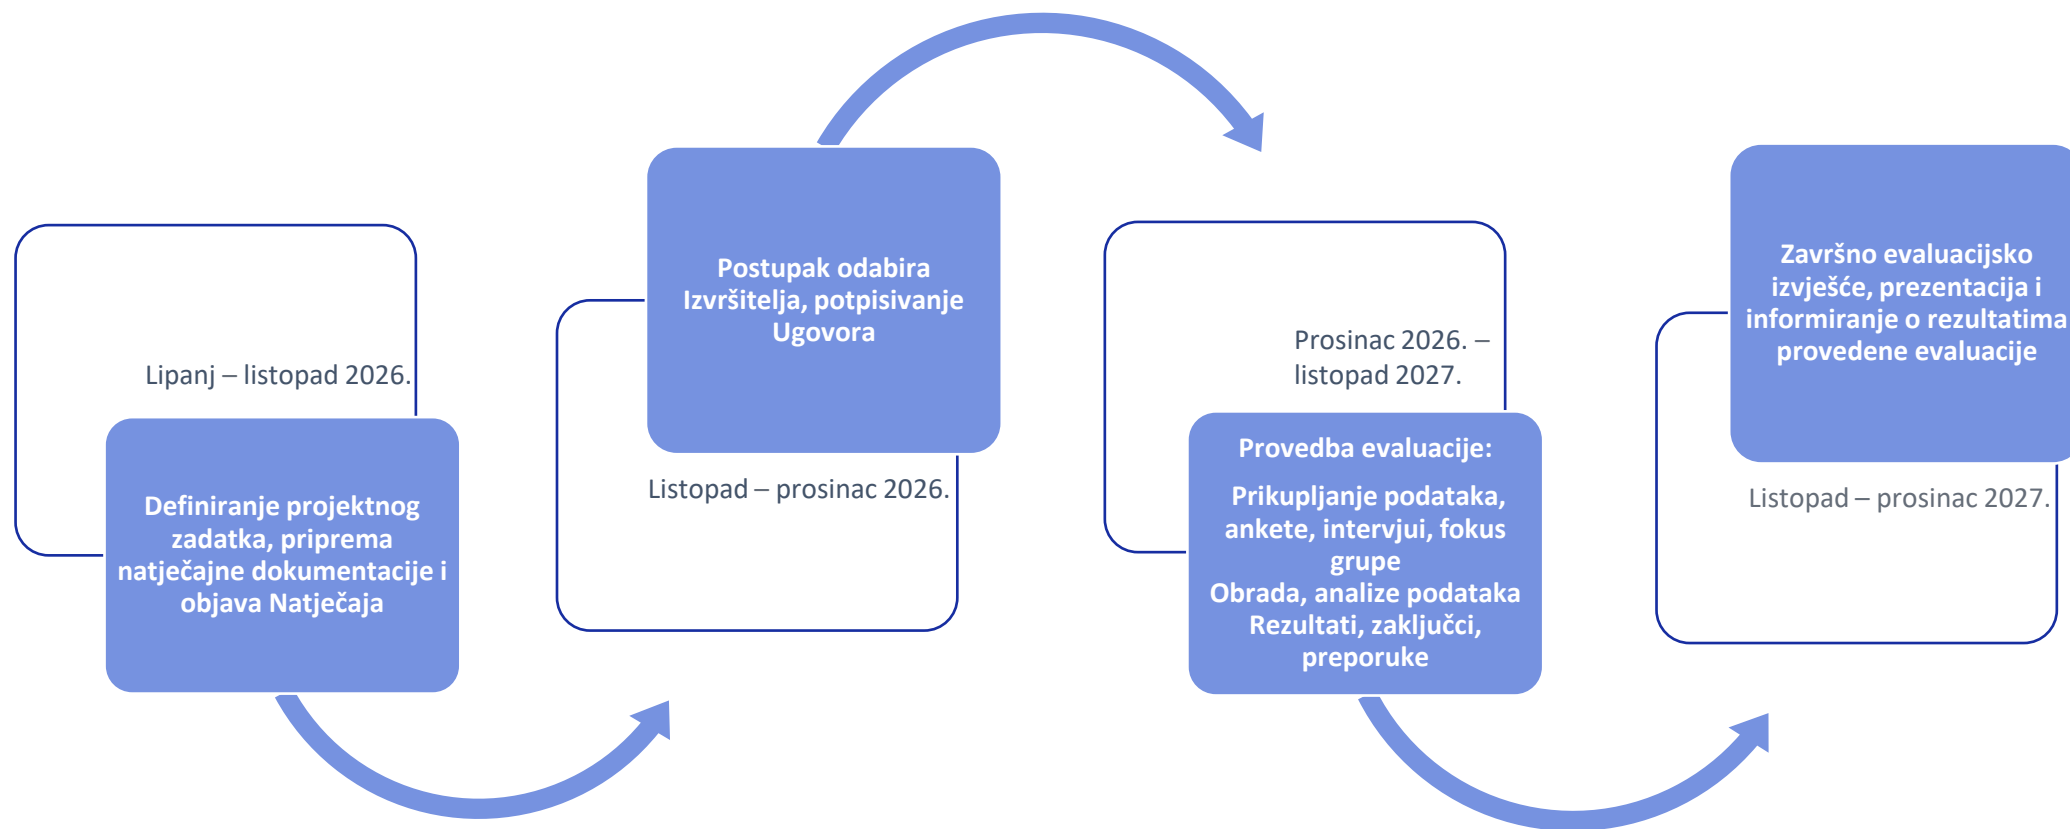 Lipanj – listopad 2026.
Definiranje projektnog
zadatka, priprema
natječajne dokumentacije i
objava Natječaja
Postupak odabira
Izvršitelja, potpisivanje
Ugovora
Listopad – prosinac 2026.
Prosinac 2026. –
listopad 2027.
Provedba evaluacije:
Prikupljanje podataka,
ankete, intervjui, fokus
grupe
Obrada, analize podataka
Rezultati, zaključci,
preporuke
Završno evaluacijsko
izvješće, prezentacija i
informiranje o rezultatima
provedene evaluacije
Listopad – prosinac 2027.